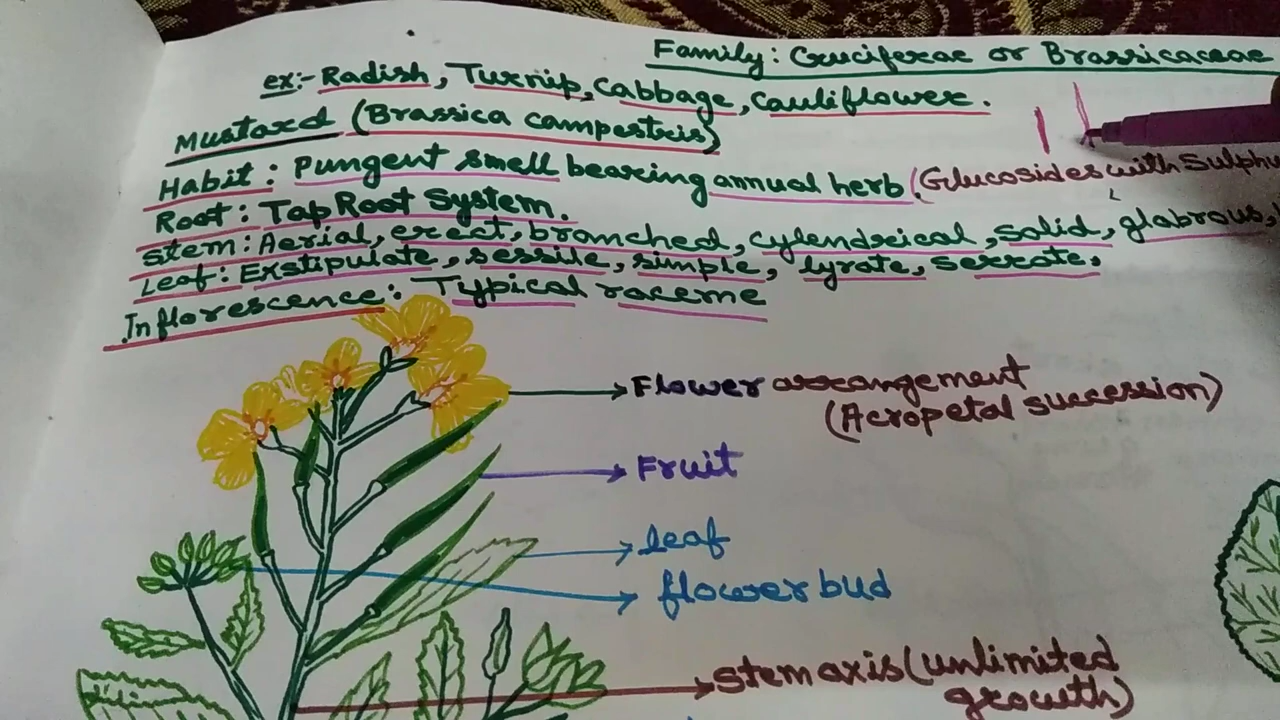 Family: Cruciferae or Brassicaceae
ex:- Radish, Turnip, Cabbage, Cauliflower.
Mustard (Brassica campestris)
Habit: Pungent smell bearing annual herb (Glucosides with
Root: Tap Root System.
Stem: Aerial, erect, branched, cylendrical, solid, glabrous,
Leaf: Exstipulate, sessile, simple, lyrate, serrate.
Inflorescence: Typical raceme
Flower arrangement
(Acropetal succession)
Fruit
leaf
flower bud
stem axis (unlimited
growth)